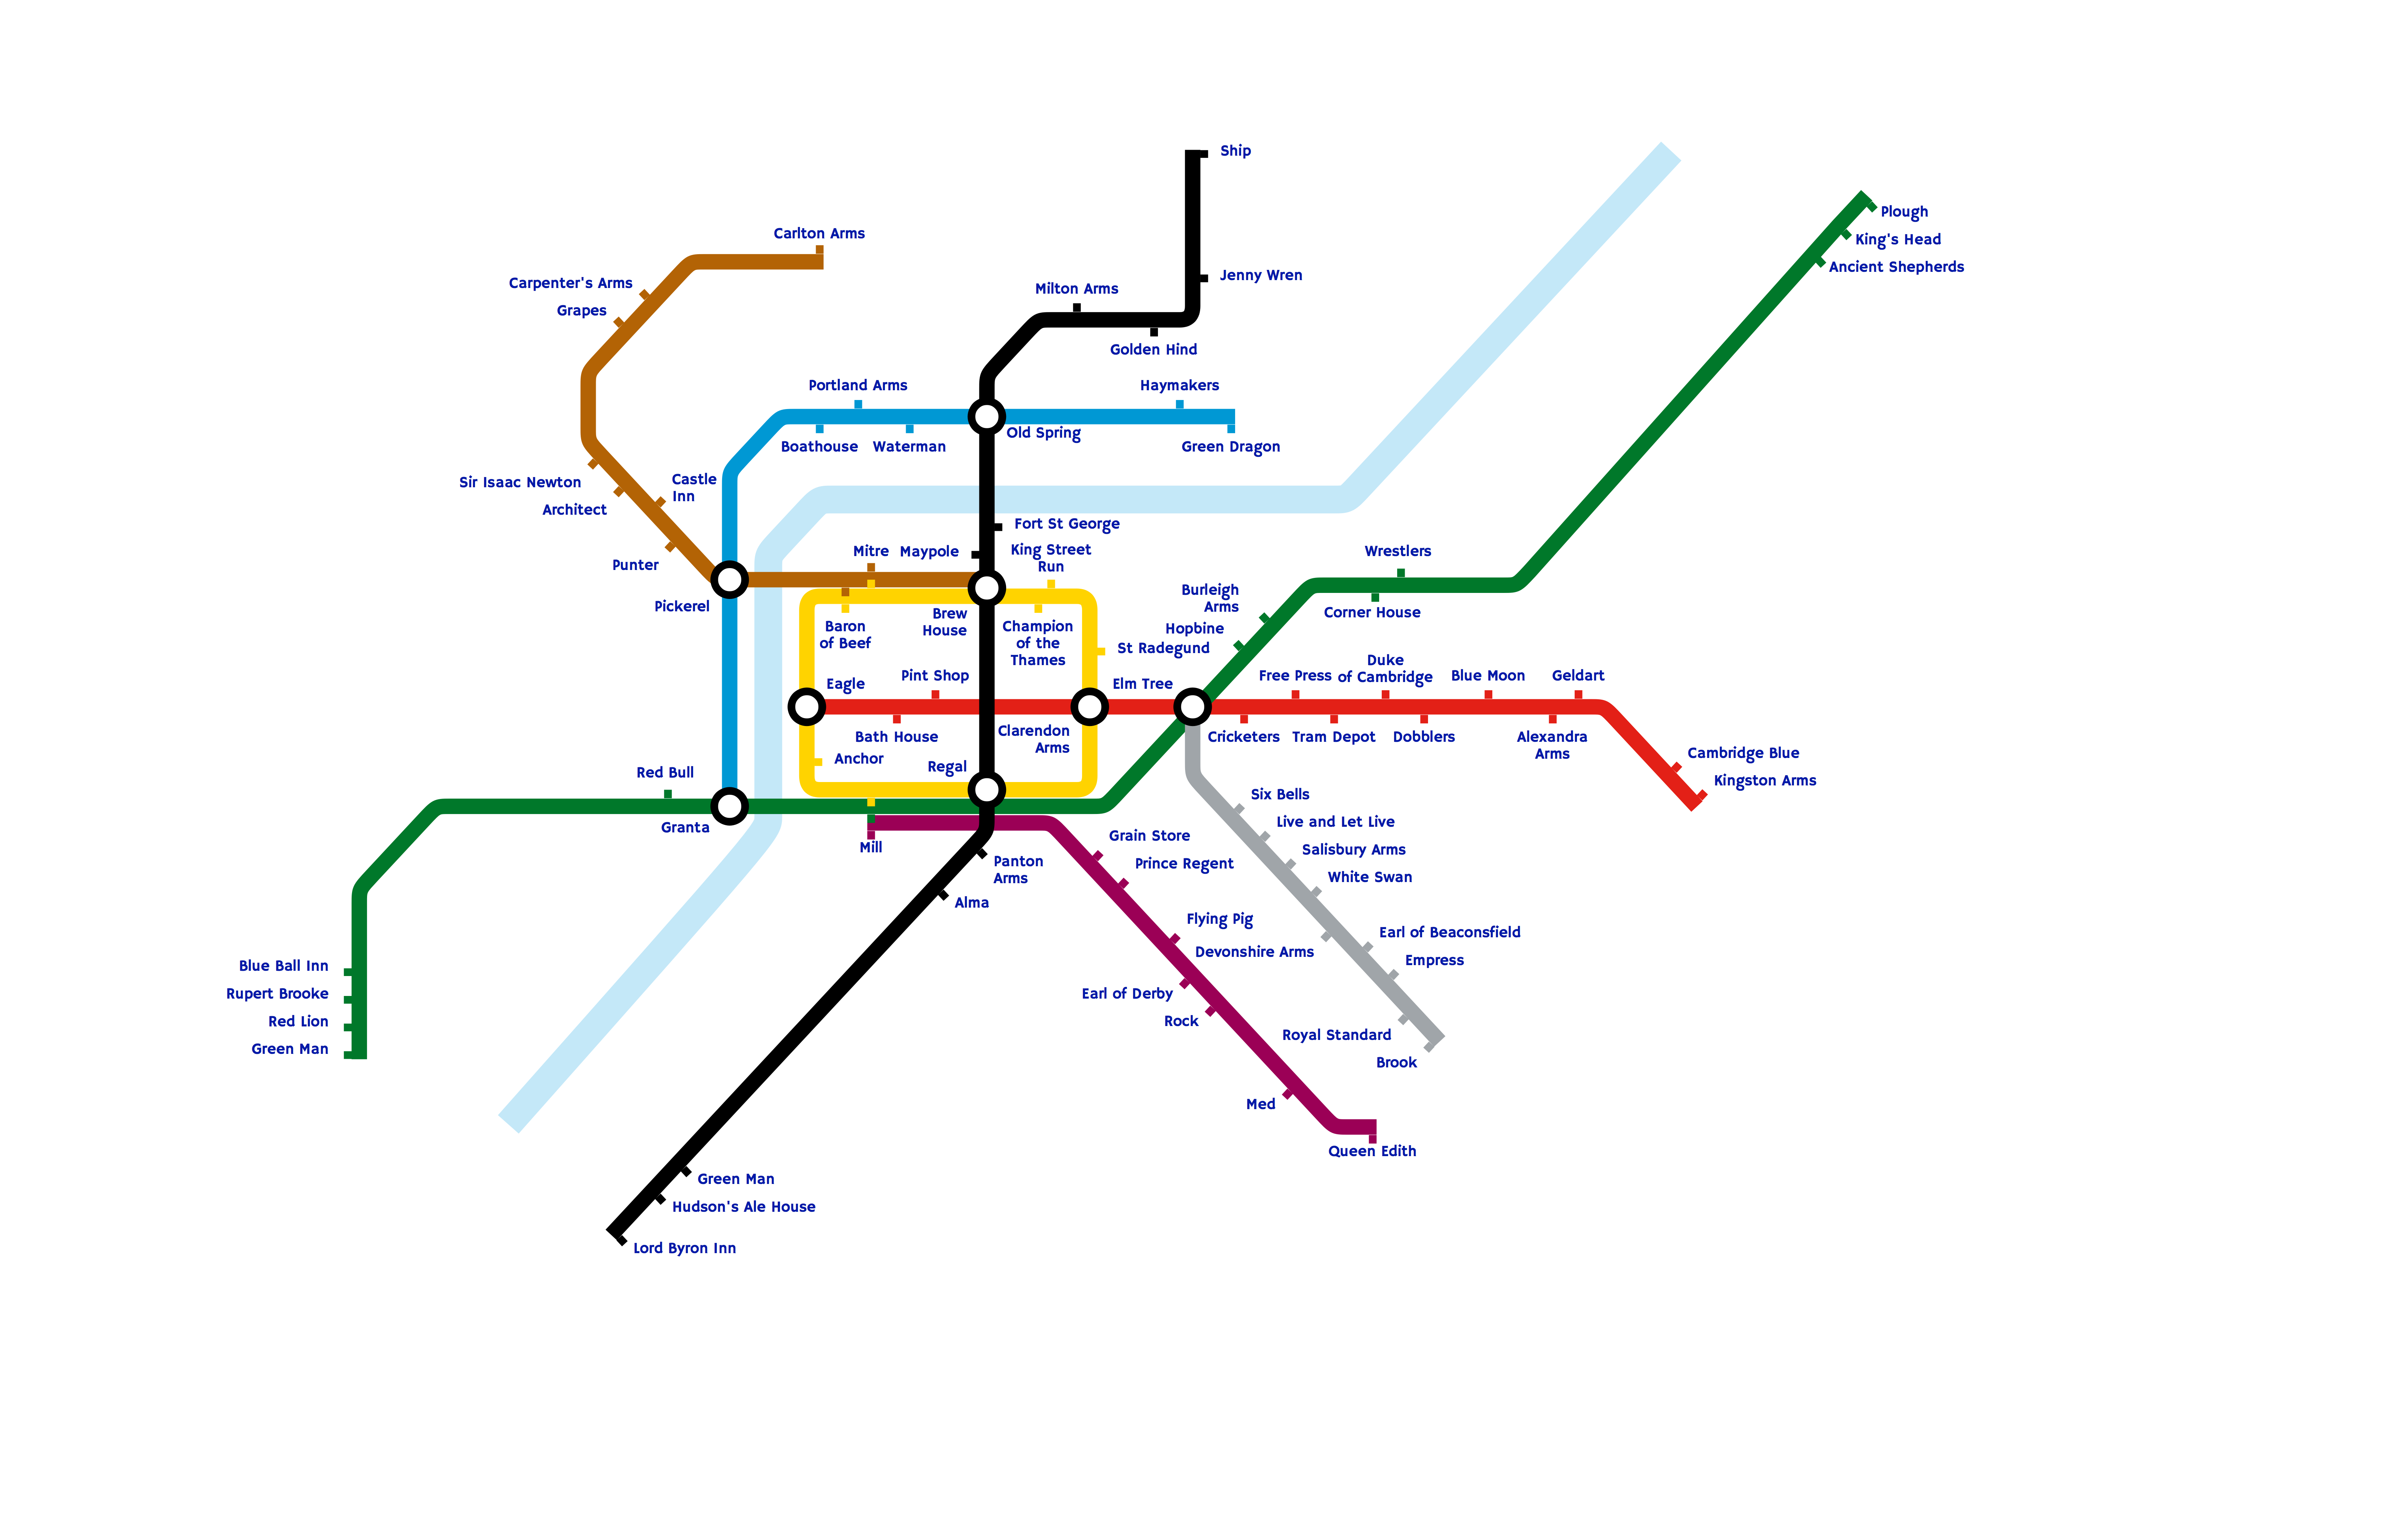 Ship
Plough
Carlton Arms
King's Head
Ancient Shepherds
Jenny Wren
Carpenter's Arms
Milton Arms
Grapes
Golden Hind
Portland Arms
Haymakers
Old Spring
Boathouse
Waterman
Green Dragon
Castle
Inn
Sir Isaac Newton
Architect
Fort St George
Mitre
Maypole
King Street
Run
Wrestlers
Punter
Pickerel
Burleigh
Arms
Corner House
Brew
House
Baron
of Beef
Champion
of the
Thames
Hopbine
St Radegund
Eagle
Pint Shop
Elm Tree
Free Press
Duke
of Cambridge
Blue Moon
Geldart
Bath House
Clarendon
Arms
Cricketers
Tram Depot
Dobblers
Alexandra
Arms
Cambridge Blue
Kingston Arms
Anchor
Regal
Red Bull
Granta
Mill
Six Bells
Live and Let Live
Salisbury Arms
White Swan
Grain Store
Prince Regent
Panton
Arms
Alma
Flying Pig
Devonshire Arms
Earl of Beaconsfield
Empress
Blue Ball Inn
Rupert Brooke
Red Lion
Green Man
Earl of Derby
Rock
Royal Standard
Brook
Med
Queen Edith
Green Man
Hudson's Ale House
Lord Byron Inn